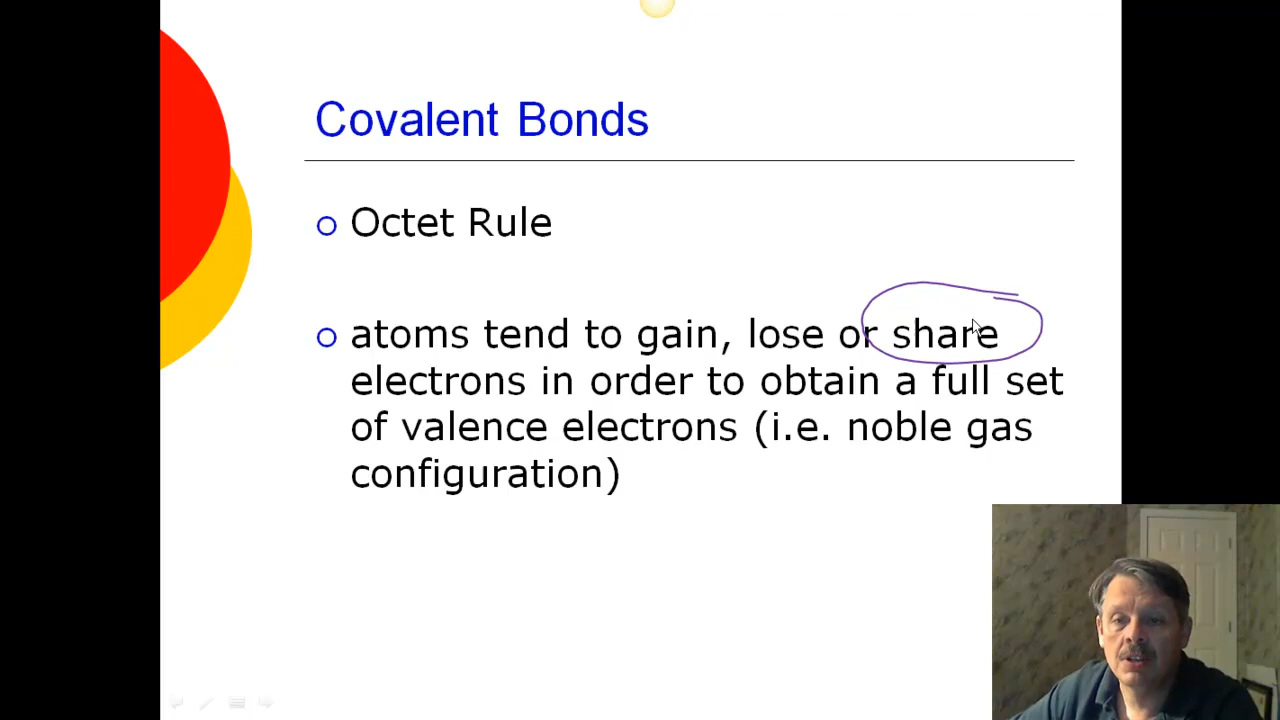 Covalent Bonds
Octet Rule
atoms tend to gain, lose or share
electrons in order to obtain a full set
of valence electrons (i.e. noble gas
configuration)